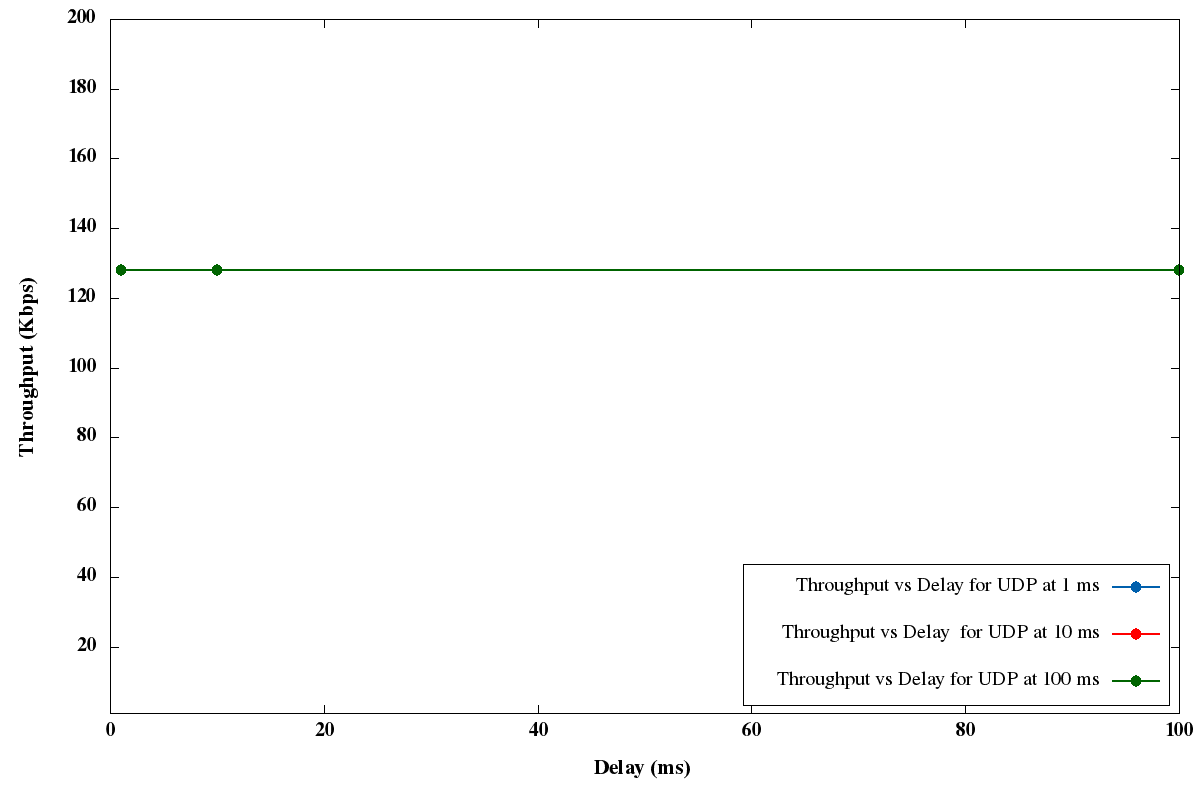 200
180
160
140
120
100
80
60
40
20
Throughput (Kbps)
Throughput vs Delay for UDP at 1 ms
Throughput vs Delay  for UDP at 10 ms
Throughput vs Delay for UDP at 100 ms
0 20 40 60 80 100
Delay (ms)